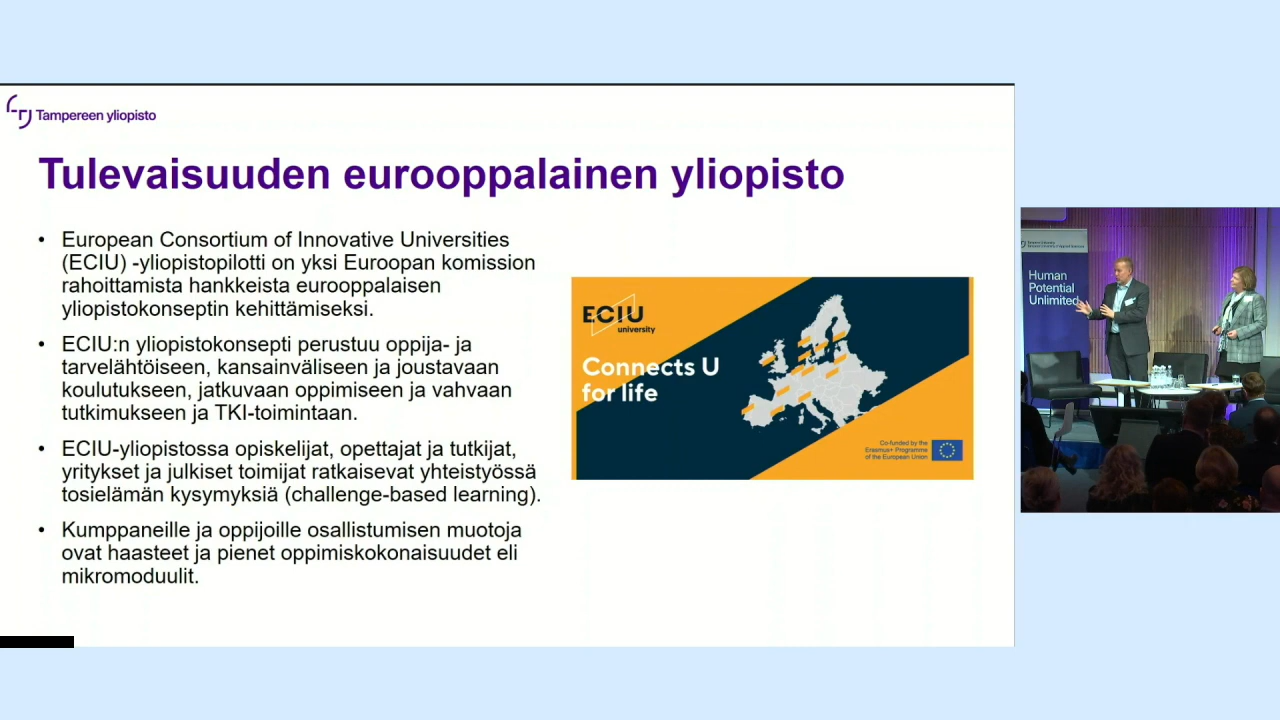 Tampereen yliopisto
Tulevaisuuden eurooppalainen yliopisto
• European Consortium of Innovative Universities
(ECIU) -yliopistopilotti on yksi Euroopan komission
rahoittamista hankkeista eurooppalaisen
yliopistokonseptin kehittämiseksi.
• ECIU:n yliopistokonsepti perustuu oppija- ja
tarvelähtöiseen, kansainväliseen ja joustavaan
koulutukseen, jatkuvaan oppimiseen ja vahvaan
tutkimukseen ja TKI-toimintaan.
• ECIU-yliopistossa opiskelijat, opettajat ja tutkijat,
yritykset ja julkiset toimijat ratkaisevat yhteistyössä
tosielämän kysymyksiä (challenge-based learning).
• Kumppaneille ja oppijoille osallistumisen muotoja
ovat haasteet ja pienet oppimiskokonaisuudet eli
mikromoduulit.
ECIU
university
Connects U
for life
Co-funded by the
Erasmus+ Programme
of the European Union
Human
Potential
Unlimited